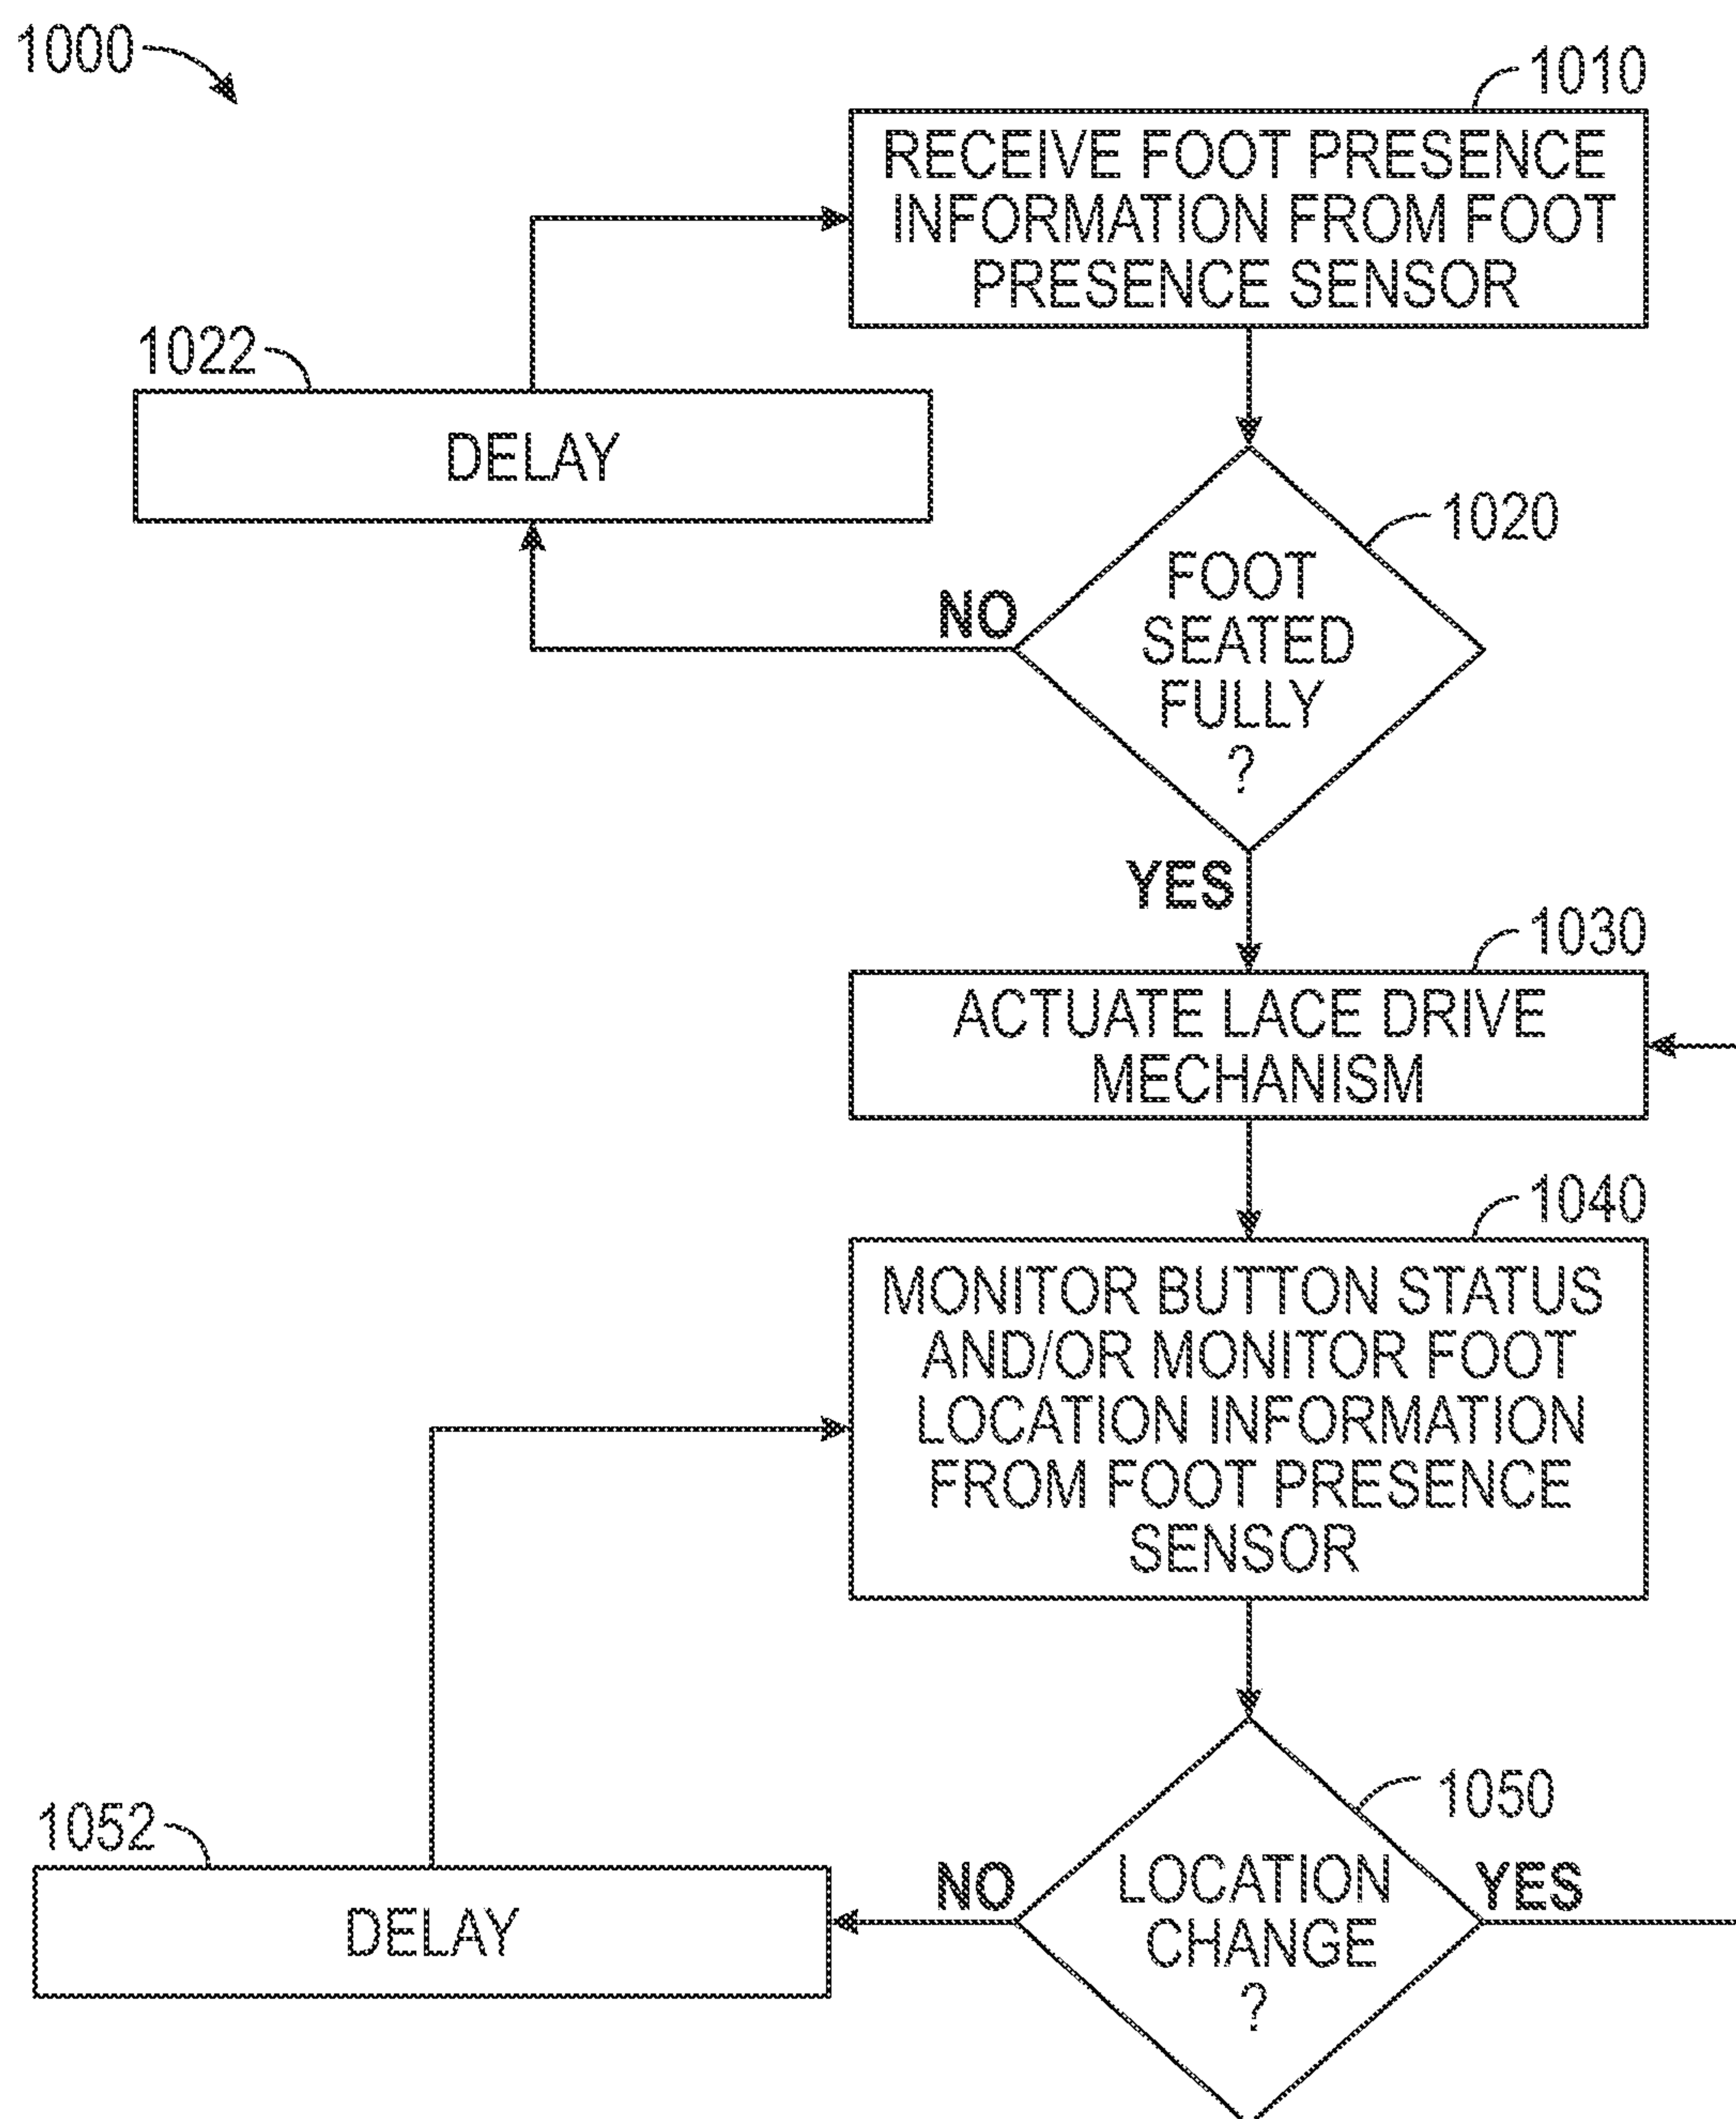 1000
1010
RECEIVE FOOT PRESENCE
INFORMATION FROM FOOT
PRESENCE SENSOR
1022
DELAY
1020
FOOT
SEATED
FULLY
?
NO
YES
1030
ACTUATE LACE DRIVE
MECHANISM
1040
MONITOR BUTTON STATUS
AND/OR MONITOR FOOT
LOCATION INFORMATION
FROM FOOT PRESENCE
SENSOR
1050
LOCATION
CHANGE
?
NO
YES
1052
DELAY